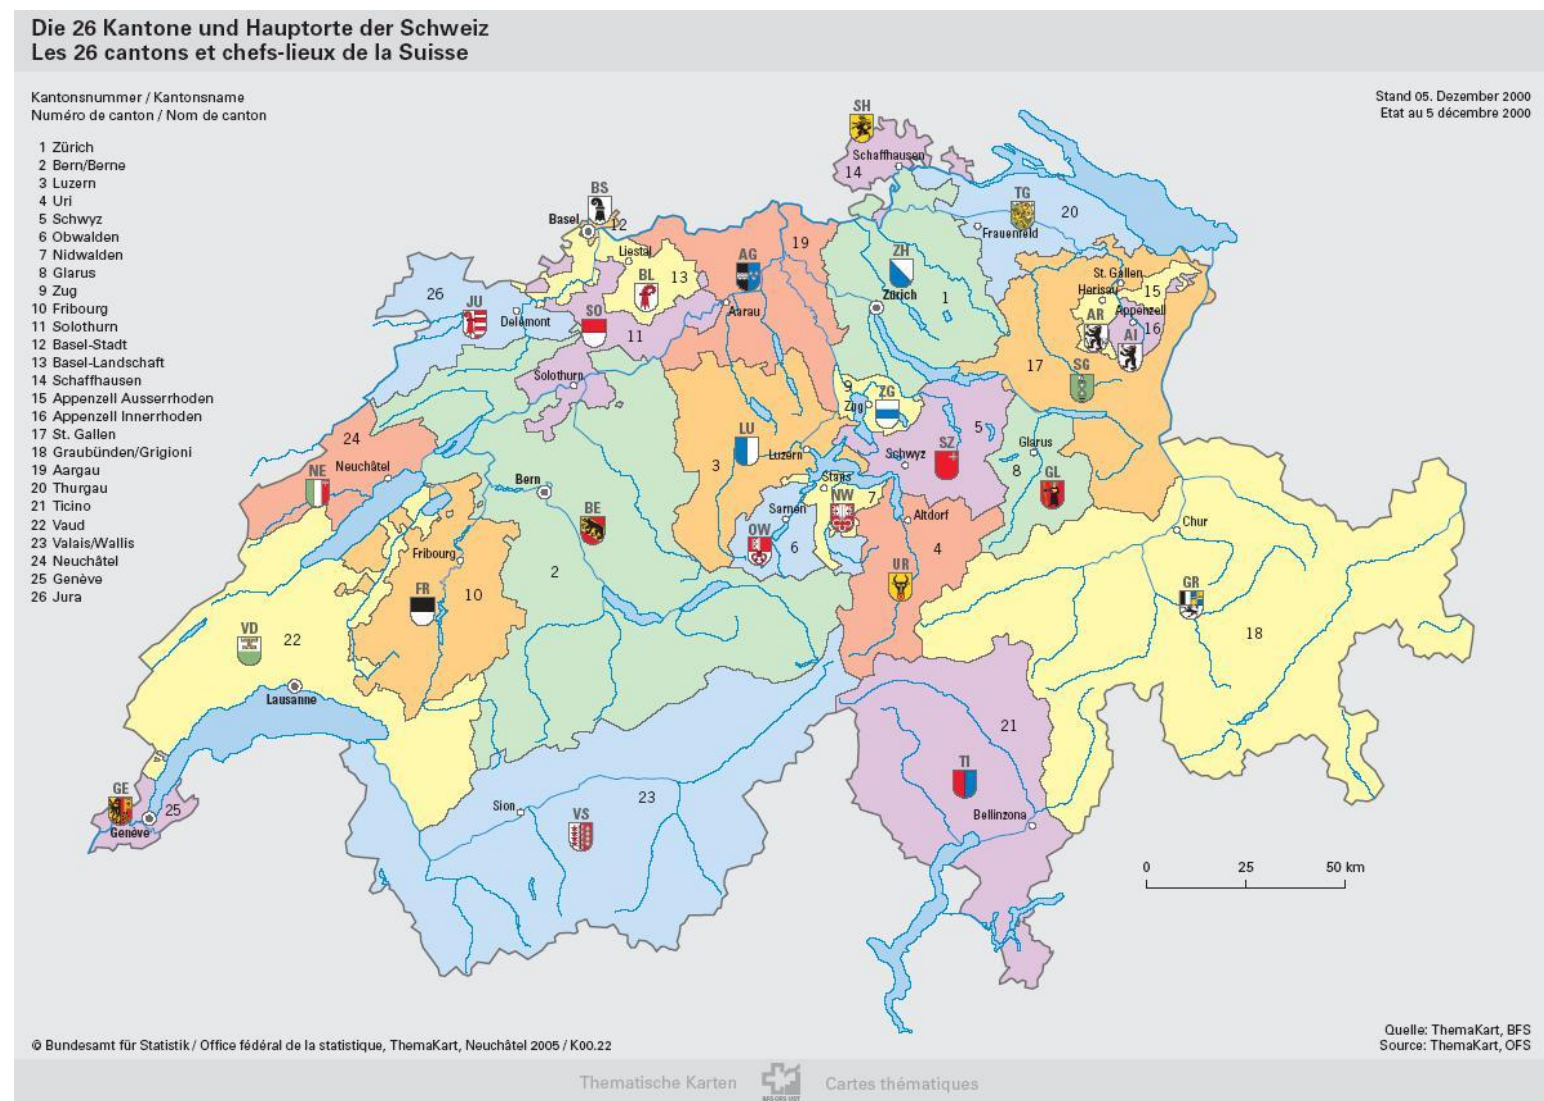 Die 26 Kantone und Hauptorte der Schweiz
Les 26 cantons et chefs-lieux de la Suisse
Kantonsnummer / Kantonsname
Numéro de canton / Nom de canton
Stand 05. Dezember 2000
Etat au 5 décembre 2000
1 Zürich
2 Bern/Berne
3 Luzern
4 Uri
5 Schwyz
6 Obwalden
7 Nidwalden
8 Glarus
9 Zug
10 Fribourg
11 Solothurn
12 Basel-Stadt
13 Basel-Landschaft
14 Schaffhausen
15 Appenzell Ausserrhoden
16 Appenzell Innerrhoden
17 St. Gallen
18 Graubünden/Grigioni
19 Aargau
20 Thurgau
21 Ticino
22 Vaud
23 Valais/Wallis
24 Neuchâtel
25 Genève
26 Jura
SH
Schaffhausen
14
BS
Basel
12
TG
20
Frauenfeld
Liestal
BL
13
AG
19
Aarau
ZH
Zürich
1
St. Gallen
Herisau
15
Appenzell
AR
AI
16
26
JU
Delémont
SO
11
Solothurn
17
SG
9
Zug
ZG
24
NE
Neuchâtel
LU
Luzern
3
Schwyz
SZ
5
Glarus
8
GL
Bern
BE
2
Stans
NW
7
Sarnen
OW
6
Altdorf
4
UR
Chur
GR
18
Fribourg
FR
10
VD
22
Lausanne
21
TI
Bellinzona
GE
Genève
25
Sion
VS
23
0 25 50 km
© Bundesamt für Statistik / Office fédéral de la statistique, ThemaKart, Neuchâtel 2005 / K00.22
Quelle: ThemaKart, BFS
Source: ThemaKart, OFS
Thematische Karten
Cartes thématiques